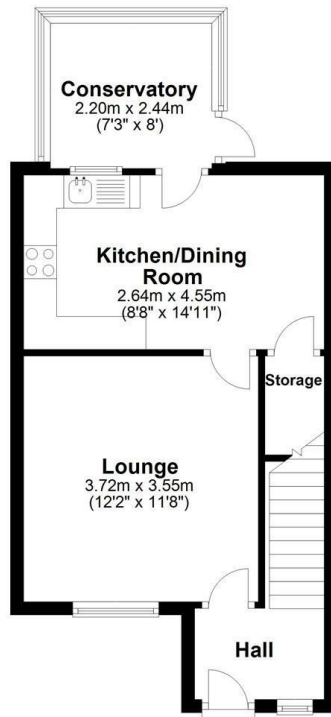 Conservatory
2.20m x 2.44m
(7'3" x 8')
Kitchen/Dining
Room
2.64m x 4.55m
(8'8" x 14'11")
Storage
Lounge
3.72m x 3.55m
(12'2" x 11'8")
Hall